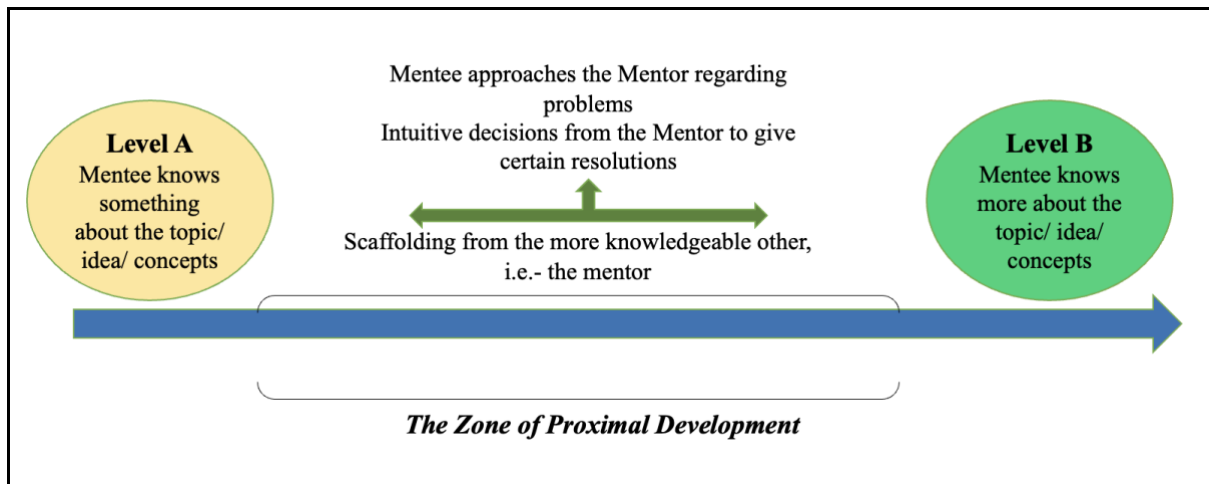 Level A
Mentee knows
something
about the topic/
idea/ concepts
Mentee approaches the Mentor regarding
problems
Intuitive decisions from the Mentor to give
certain resolutions
Scaffolding from the more knowledgeable other,
i.e.- the mentor
Level B
Mentee knows
more about the
topic/ idea/
concepts
The Zone of Proximal Development